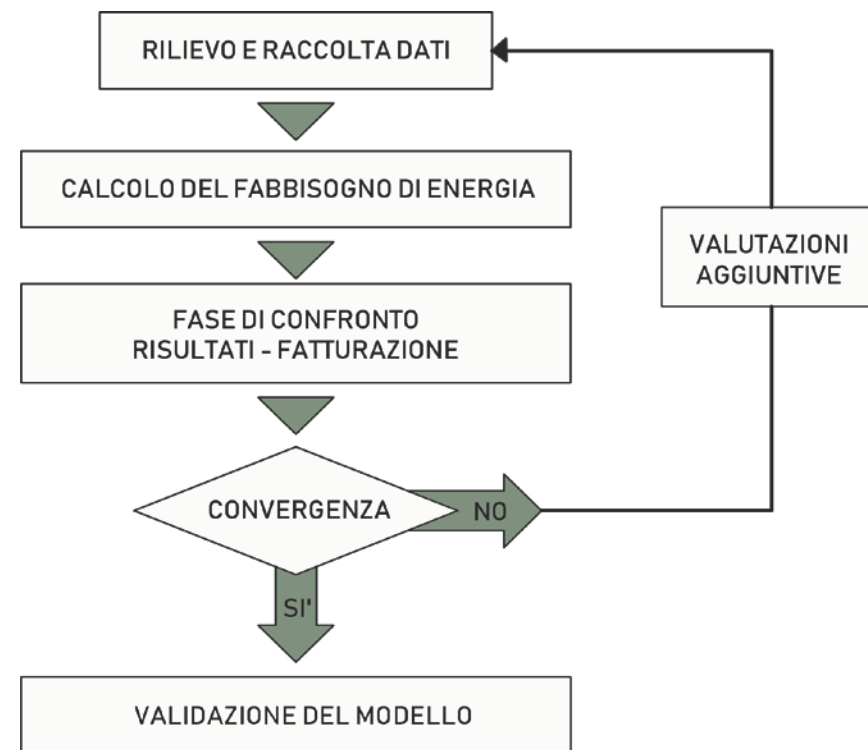 RILIEVO E RACCOLTA DATI
CALCOLO DEL FABBISOGNO DI ENERGIA
VALUTAZIONI
AGGIUNTIVE
FASE DI CONFRONTO
RISULTATI - FATTURAZIONE
CONVERGENZA
NO
SI'
VALIDAZIONE DEL MODELLO